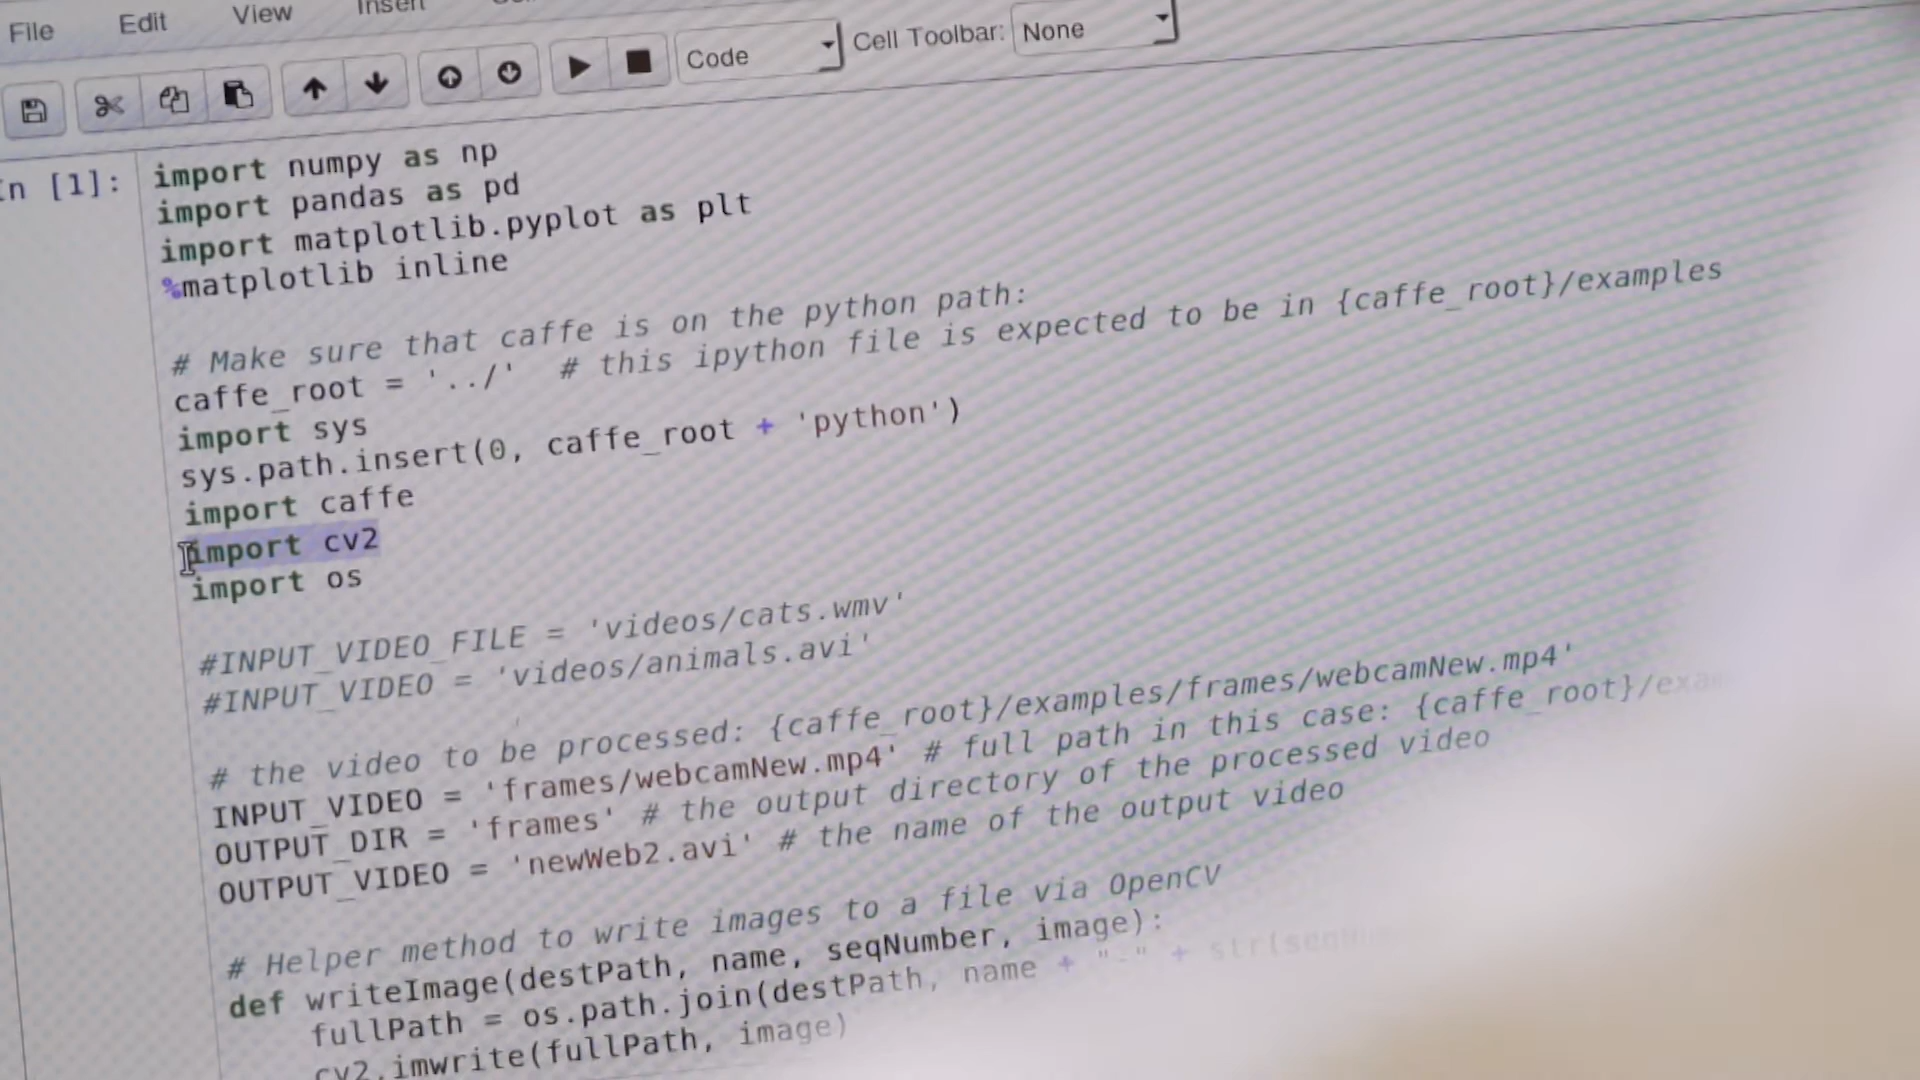 File Edit View Insert
Code Cell Toolbar: None
n [1]:
import numpy as np
import pandas as pd
import matplotlib.pyplot as plt
%matplotlib inline
# Make sure that caffe is on the python path:
caffe_root = '../' # this ipython file is expected to be in {caffe_root}/examples
import sys
sys.path.insert(0, caffe_root + 'python')
import caffe
import cv2
import os
#INPUT_VIDEO_FILE = 'videos/cats.wmv'
#INPUT_VIDEO = 'videos/animals.avi'
# the video to be processed: {caffe_root}/examples/frames/webcamNew.mp4'
INPUT_VIDEO = 'frames/webcamNew.mp4' # full path in this case: {caffe_root}/exam
OUTPUT_DIR = 'frames' # the output directory of the processed video
OUTPUT_VIDEO = 'newWeb2.avi' # the name of the output video
# Helper method to write images to a file via OpenCV
def writeImage(destPath, name, seqNumber, image):
fullPath = os.path.join(destPath, name + "-" +
cv2.imwrite(fullPath, image)